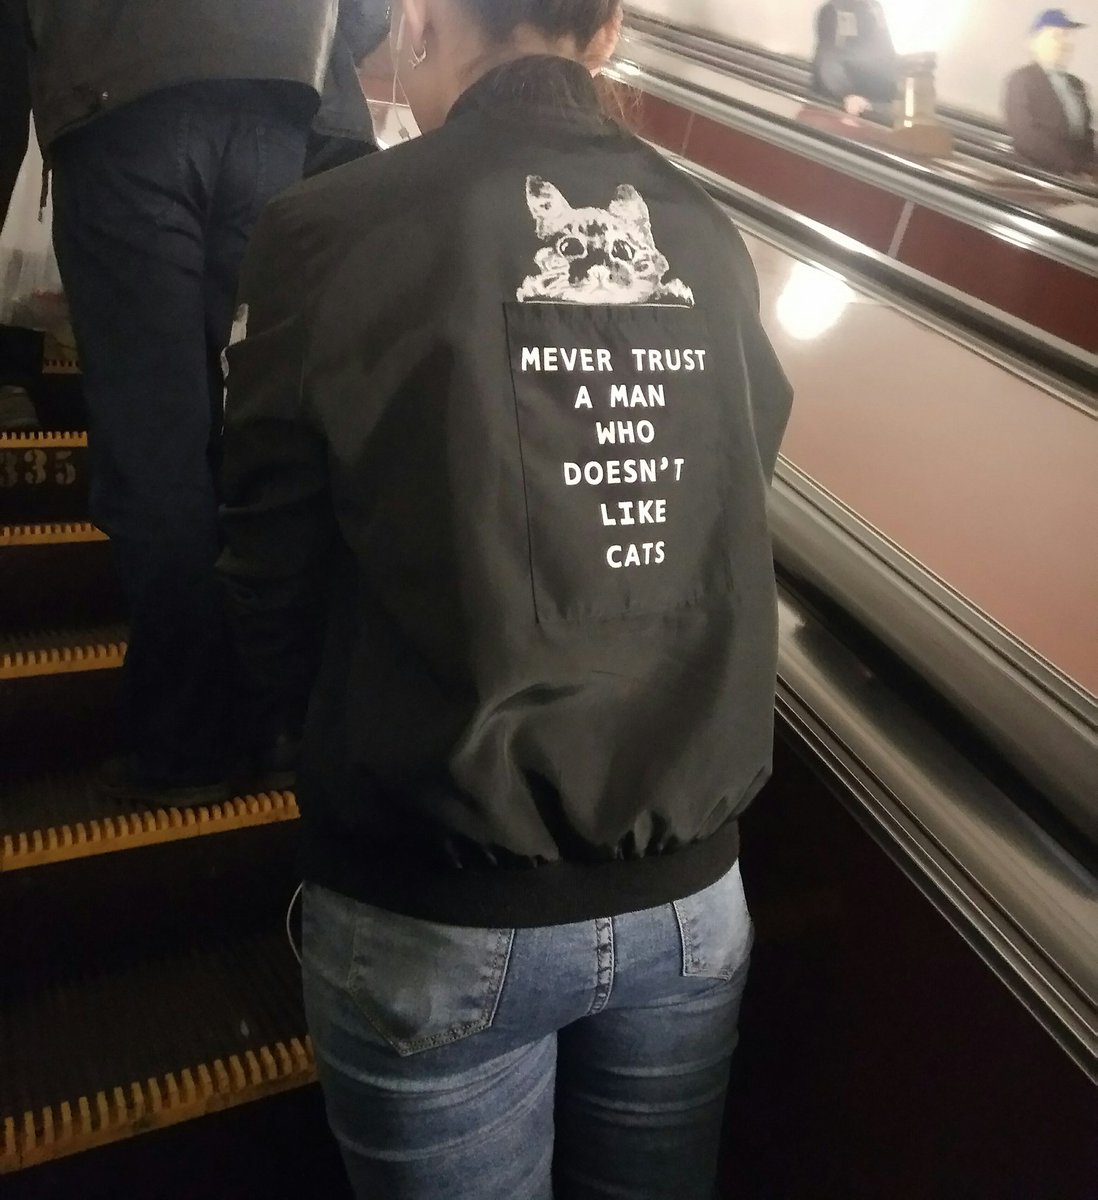 MEVER TRUST
A MAN
WHO
DOESN'T
LIKE
CATS
335